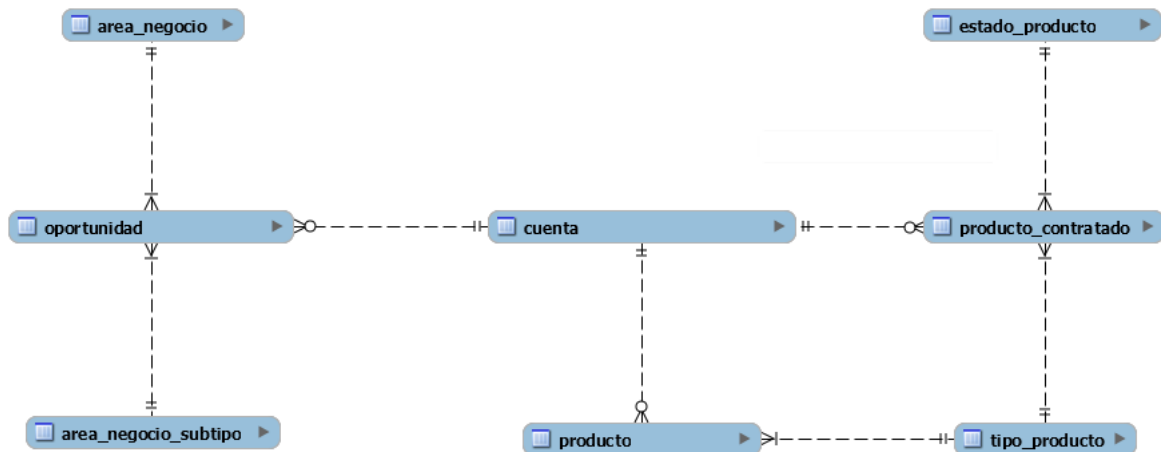 area_negocio
estado_producto
oportunidad
cuenta
producto_contratado
area_negocio_subtipo
producto
tipo_producto